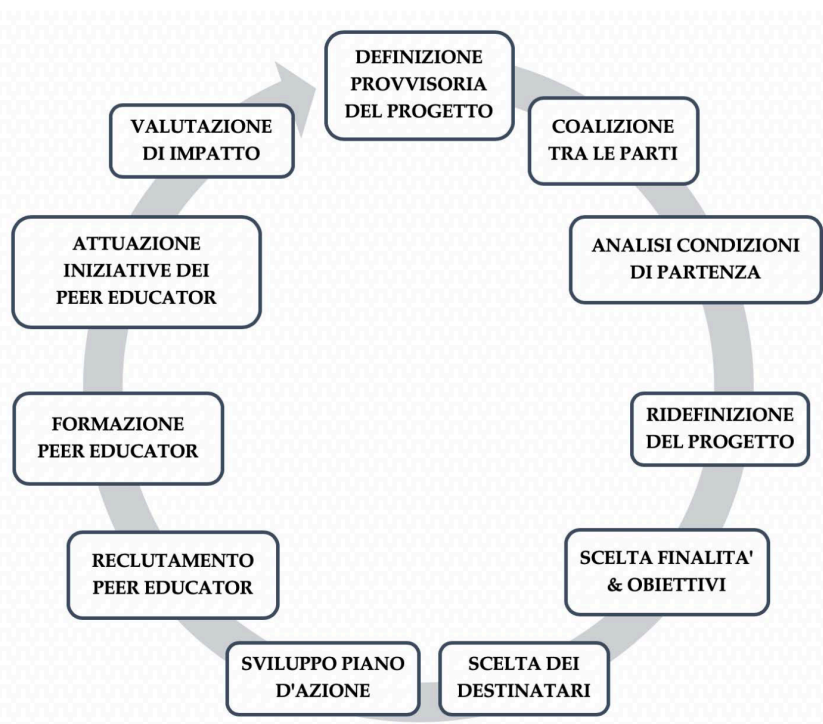 DEFINIZIONE
PROVVISORIA
DEL PROGETTO
COALIZIONE
TRA LE PARTI
ANALISI CONDIZIONI
DI PARTENZA
RIDEFINIZIONE
DEL PROGETTO
SCELTA FINALITA'
& OBIETTIVI
SCELTA DEI
DESTINATARI
SVILUPPO PIANO
D'AZIONE
RECLUTAMENTO
PEER EDUCATOR
FORMAZIONE
PEER EDUCATOR
ATTUAZIONE
INIZIATIVE DEI
PEER EDUCATOR
VALUTAZIONE
DI IMPATTO